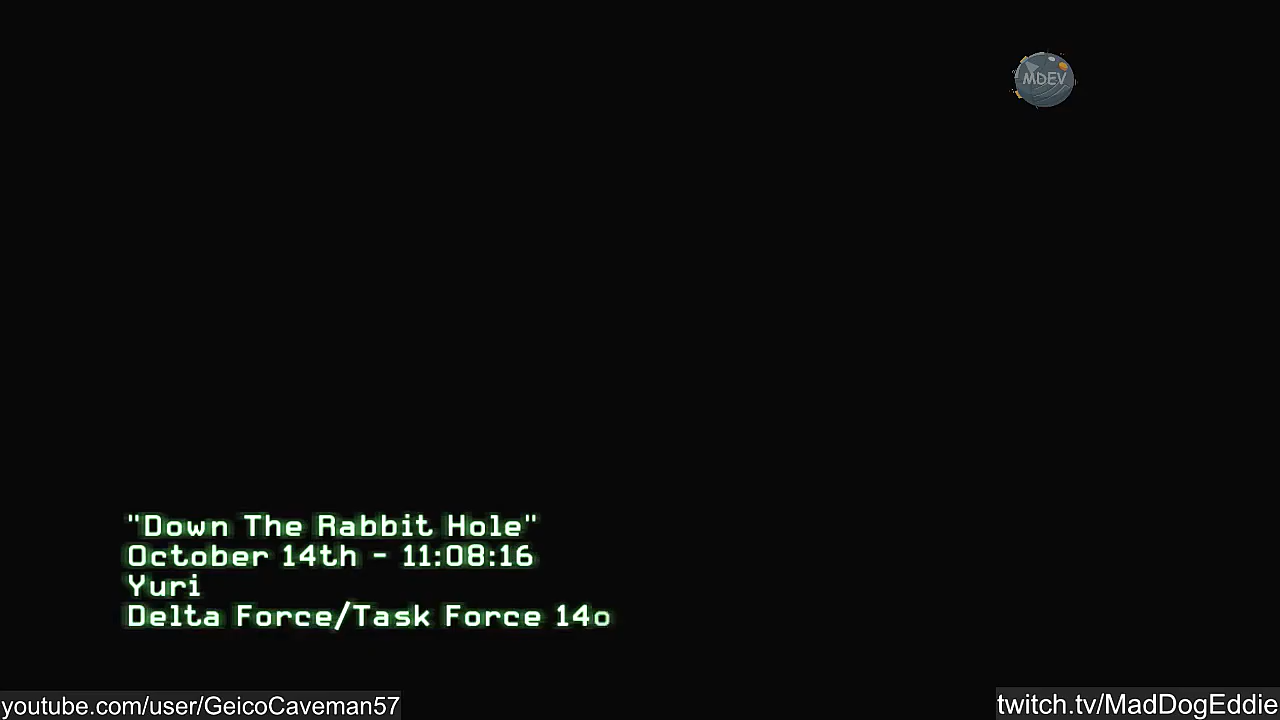 MDEV
"Down The Rabbit Hole"
October 14th - 11:08:16
Yuri
Delta Force/Task Force 14o
youtube.com/user/GeicoCaveman57
twitch.tv/MadDogEddie